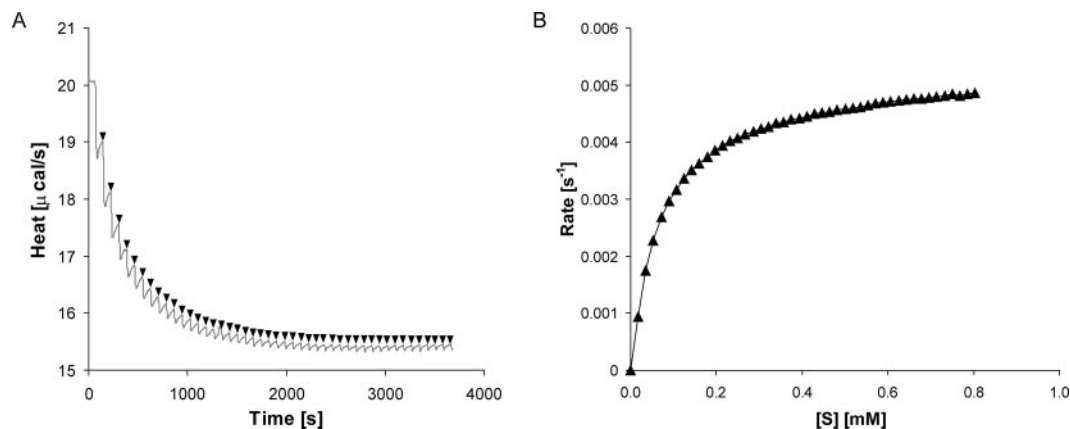 A
21
20
19
18
17
16
15
Heat [μ cal/s]
0 1000 2000 3000 4000
Time [s]
B
0.006
0.005
0.004
0.003
0.002
0.001
0
Rate [s-1]
0.0 0.2 0.4 0.6 0.8 1.0
[S] [mM]